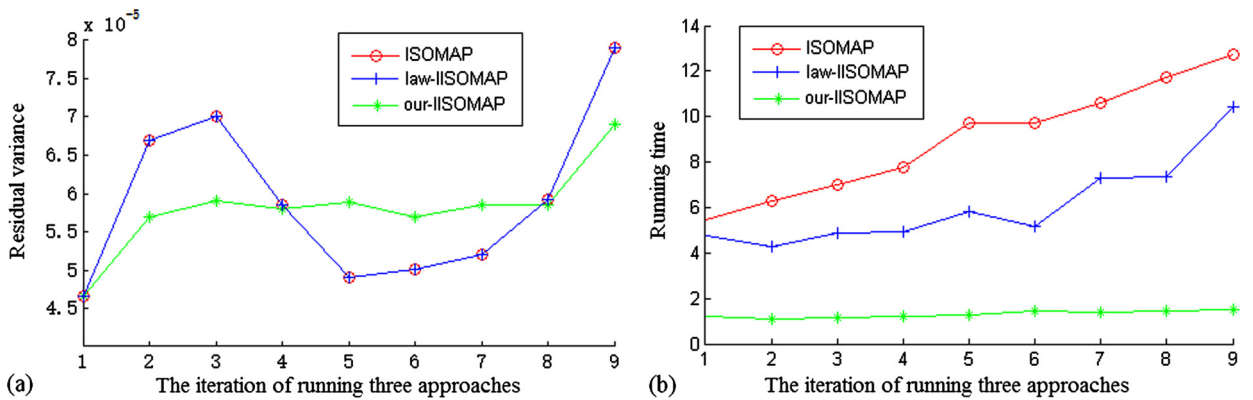 x 10-5
8
7.5
7
6.5
6
5.5
5
4.5
Residual variance
ISOMAP
law-IISOMAP
our-IISOMAP
1 2 3 4 5 6 7 8 9
(a) The iteration of running three approaches
14
12
10
8
6
4
2
0
Running time
ISOMAP
law-IISOMAP
our-IISOMAP
1 2 3 4 5 6 7 8 9
(b) The iteration of running three approaches